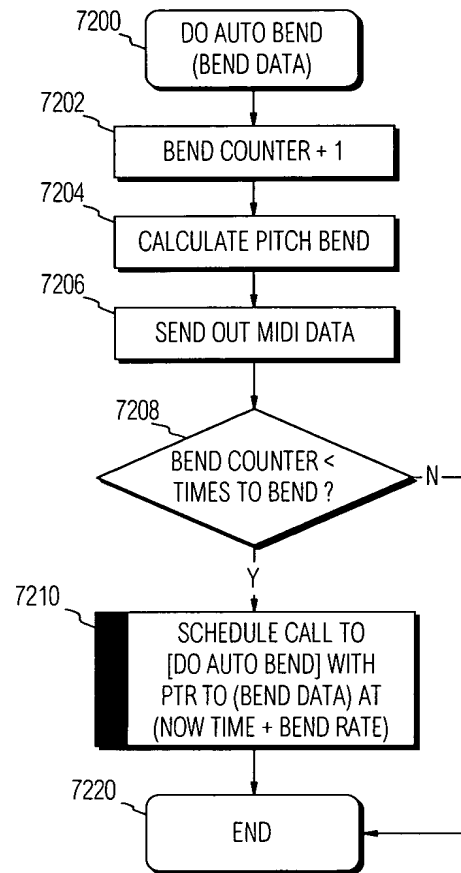 7200
DO AUTO BEND
(BEND DATA)
7202
BEND COUNTER + 1
7204
CALCULATE PITCH BEND
7206
SEND OUT MIDI DATA
7208
BEND COUNTER <
TIMES TO BEND ?
N
Y
7210
SCHEDULE CALL TO
[DO AUTO BEND] WITH
PTR TO (BEND DATA) AT
(NOW TIME + BEND RATE)
7220
END